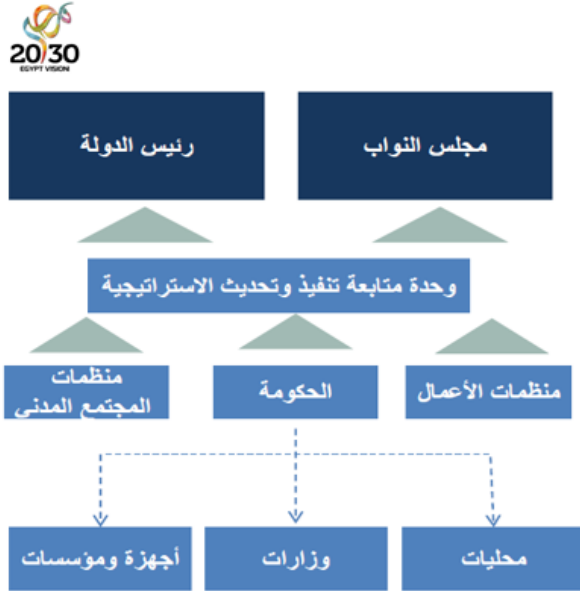 20/30
EGYPT VISION
مجلس النواب
رئيس الدولة
وحدة متابعة تنفيذ وتحديث الاستراتيجية
منظمات الأعمال
الحكومة
منظمات
المجتمع المدني
محليات
وزارات
أجهزة ومؤسسات